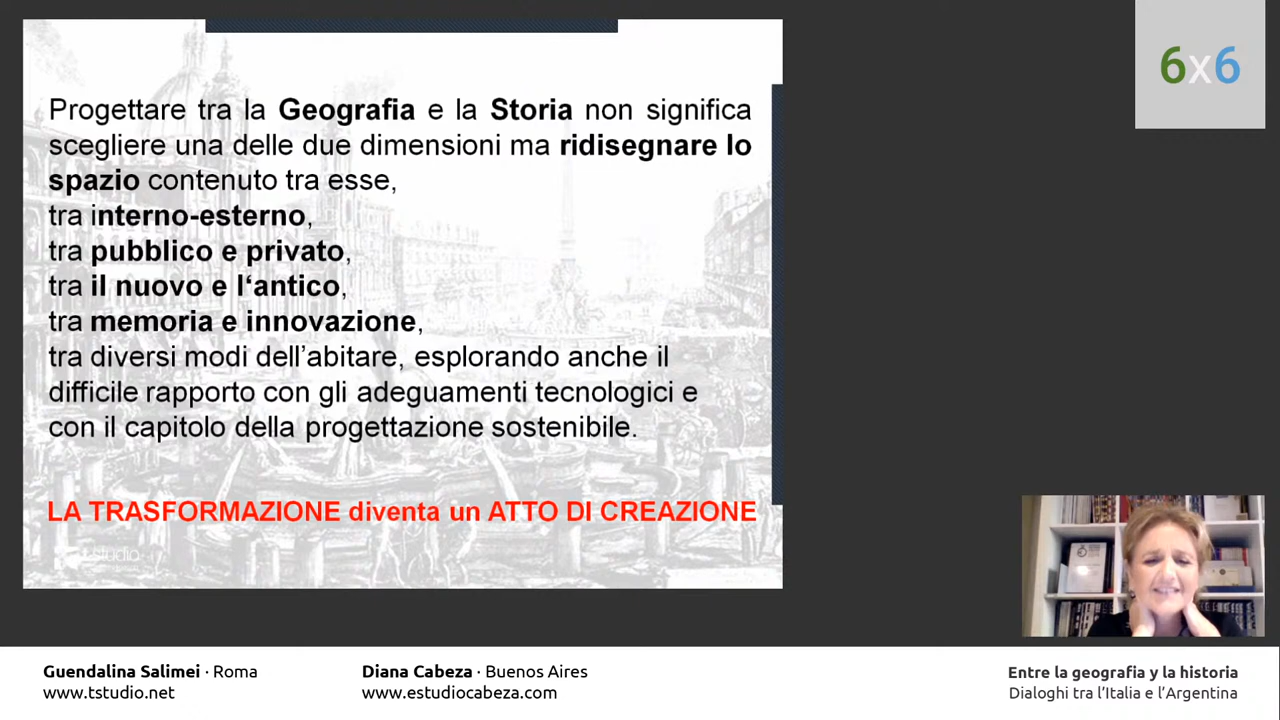 6x6
Progettare tra la Geografia e la Storia non significa
scegliere una delle due dimensioni ma ridisegnare lo
spazio contenuto tra esse,
tra interno-esterno,
tra pubblico e privato,
tra il nuovo e l‘antico,
tra memoria e innovazione,
tra diversi modi dell’abitare, esplorando anche il
difficile rapporto con gli adeguamenti tecnologici e
con il capitolo della progettazione sostenibile.
LA TRASFORMAZIONE diventa un ATTO DI CREAZIONE
tstudio
Guendalina Salimei · Roma
www.tstudio.net
Diana Cabeza · Buenos Aires
www.estudiocabeza.com
Entre la geografia y la historia
Dialoghi tra l’Italia e l’Argentina